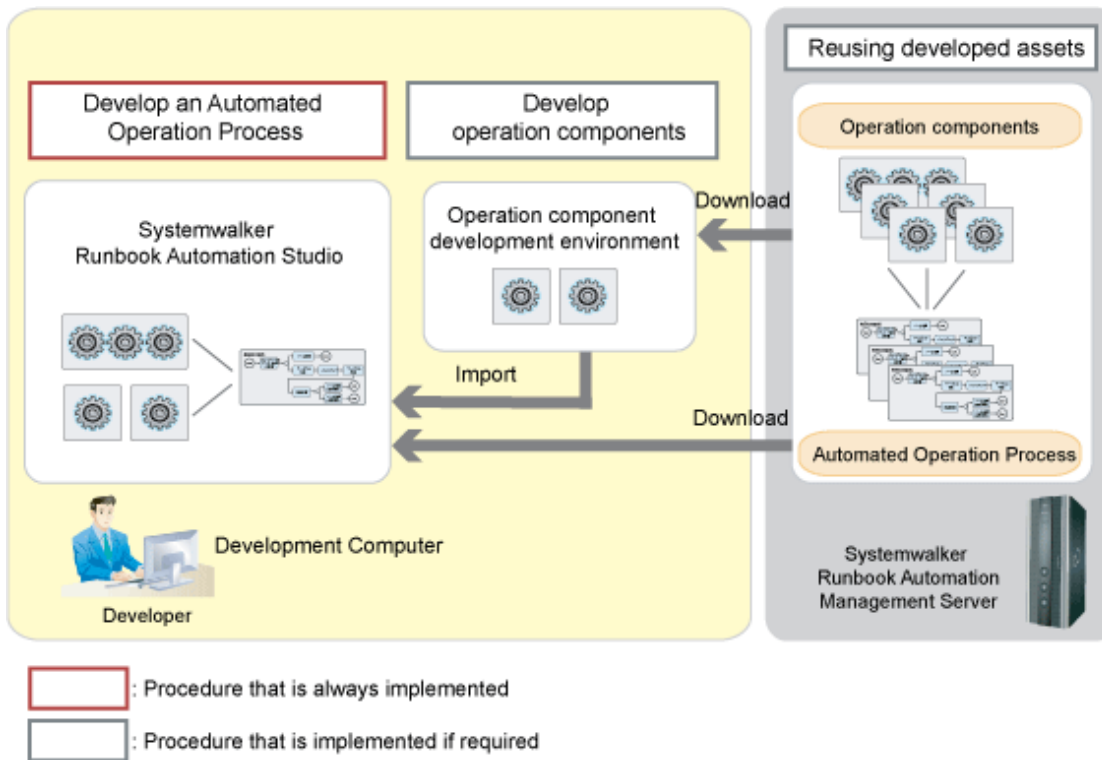 Reusing developed assets
Develop an Automated
Operation Process
Develop
operation components
Operation components
Download
Systemwalker
Runbook Automation Studio
Operation component
development environment
Import
Download
Automated Operation Process
Development Computer
Developer
Systemwalker
Runbook Automation
Management Server
: Procedure that is always implemented
: Procedure that is implemented if required